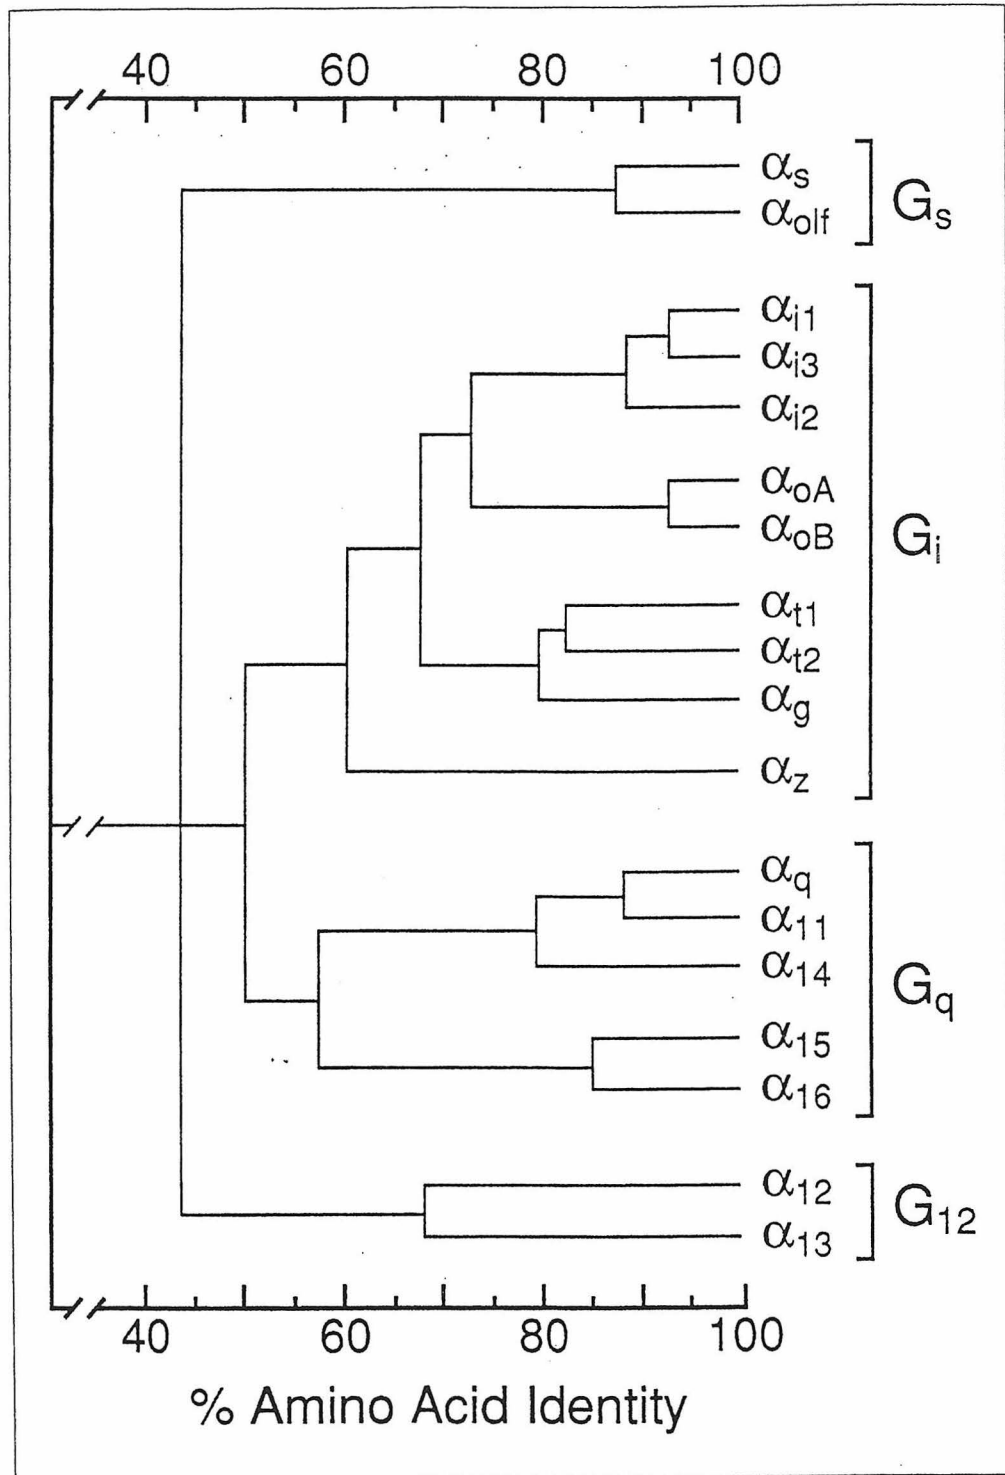 40 60 80 100
αs
αolf
Gs
αi1
αi3
αi2
αoA
αoB
αt1
αt2
αg
αz
Gi
αq
α11
α14
α15
α16
Gq
α12
α13
G12
40 60 80 100
% Amino Acid Identity